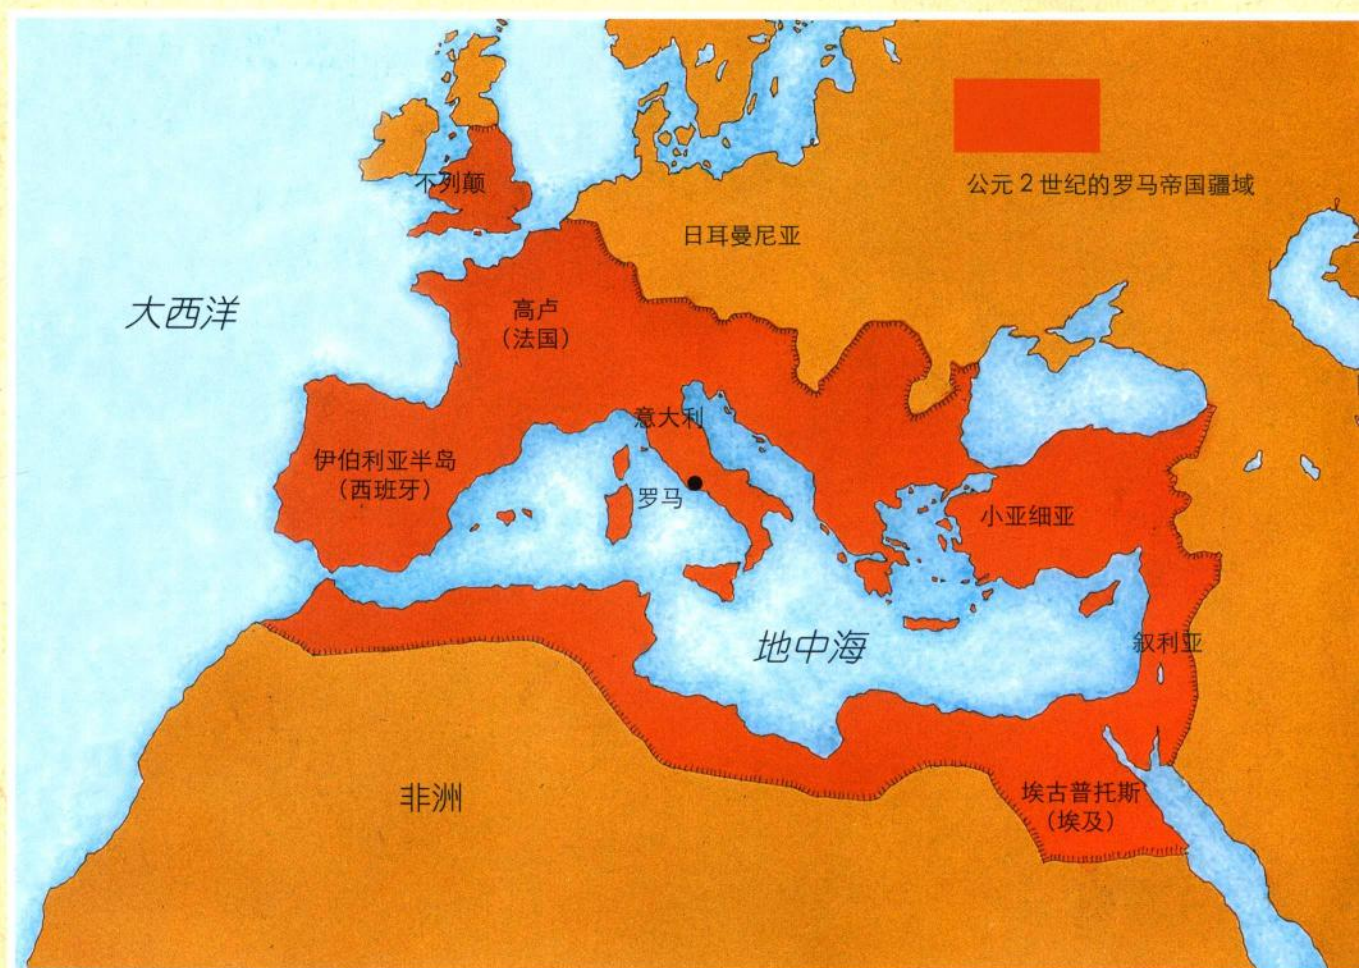 不列颠
公元2世纪的罗马帝国疆域
日耳曼尼亚
大西洋
高卢
（法国）
意大利
伊伯利亚半岛
（西班牙）
罗马
小亚细亚
地中海
叙利亚
非洲
埃古普托斯
（埃及）